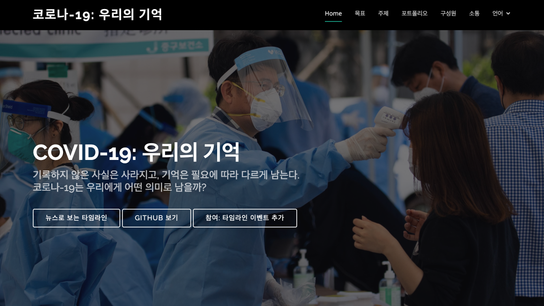 코로나-19: 우리의 기억
Home
목표
주제
포트폴리오
구성원
소통
언어
중구보건소
COVID-19: 우리의 기억
기록하지 않은 사실은 사라지고, 기억은 필요에 따라 다르게 남는다.
코로나-19는 우리에게 어떤 의미로 남을까?
뉴스로 보는 타임라인
GITHUB 보기
참여: 타임라인 이벤트 추가